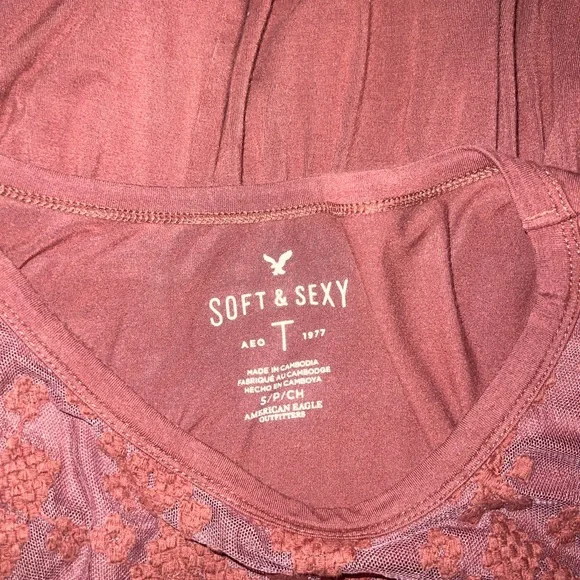 SOFT & SEXY
AEO T 1977
MADE IN CAMBODIA
FABRIQUÉ AU CAMBODGE
HECHO EN CAMBOYA
S/P/CH
AMERICAN EAGLE
OUTFITTERS